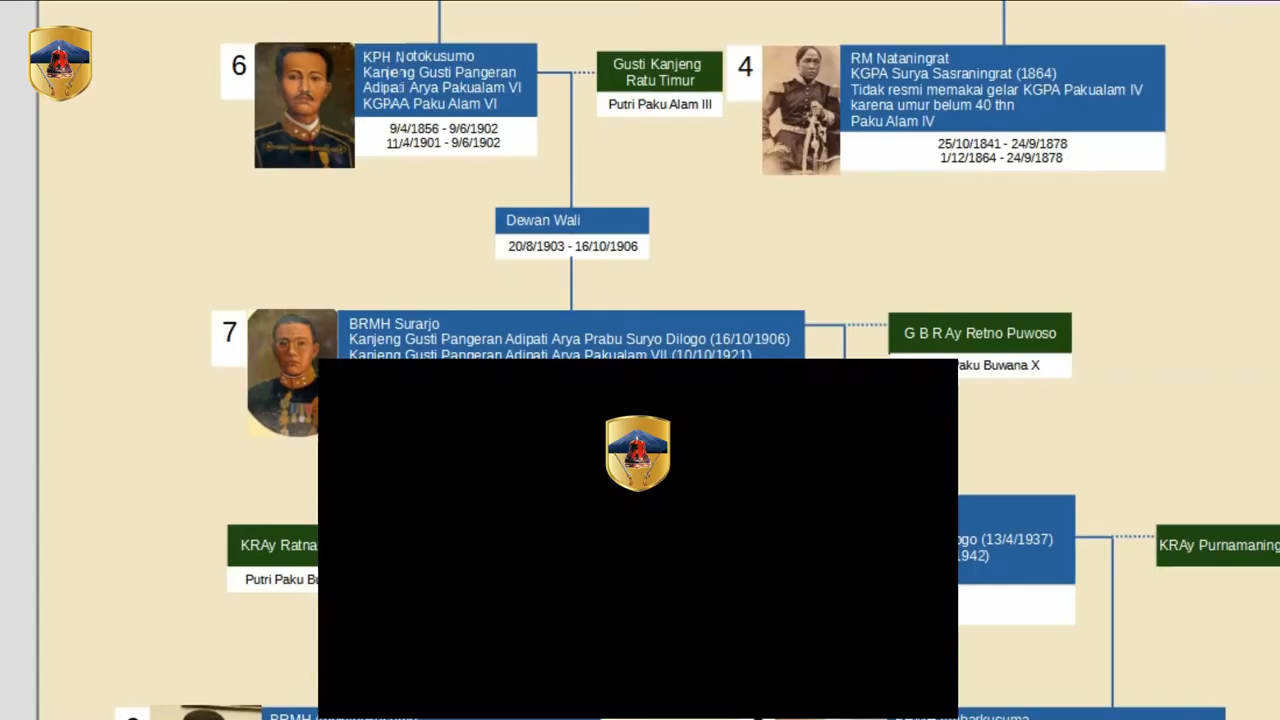 6
KPH Notokusumo
Kanjeng Gusti Pangeran
Adipati Arya Pakualam VI
KGPAA Paku Alam VI
9/4/1856 - 9/6/1902
11/4/1901 - 9/6/1902
Gusti Kanjeng
Ratu Timur
Putri Paku Alam III
4
RM Nataningrat
KGPA Surya Sasraningrat (1864)
Tidak resmi memakai gelar KGPA Pakualam IV
karena umur belum 40 thn
Paku Alam IV
25/10/1841 - 24/9/1878
1/12/1864 - 24/9/1878
Dewan Wali
20/8/1903 - 16/10/1906
7
BRMH Surarjo
Kanjeng Gusti Pangeran Adipati Arya Prabu Suryo Dilogo (16/10/1906)
Kanjeng Gusti Pangeran Adipati Arya Pakualam VII (10/10/1921)
G B R Ay Retno Puwoso
aku Buwana X
KRAy Ratna
Putri Paku Bu
ogo (13/4/1937)
942)
KRAy Purnamaning
BRMH